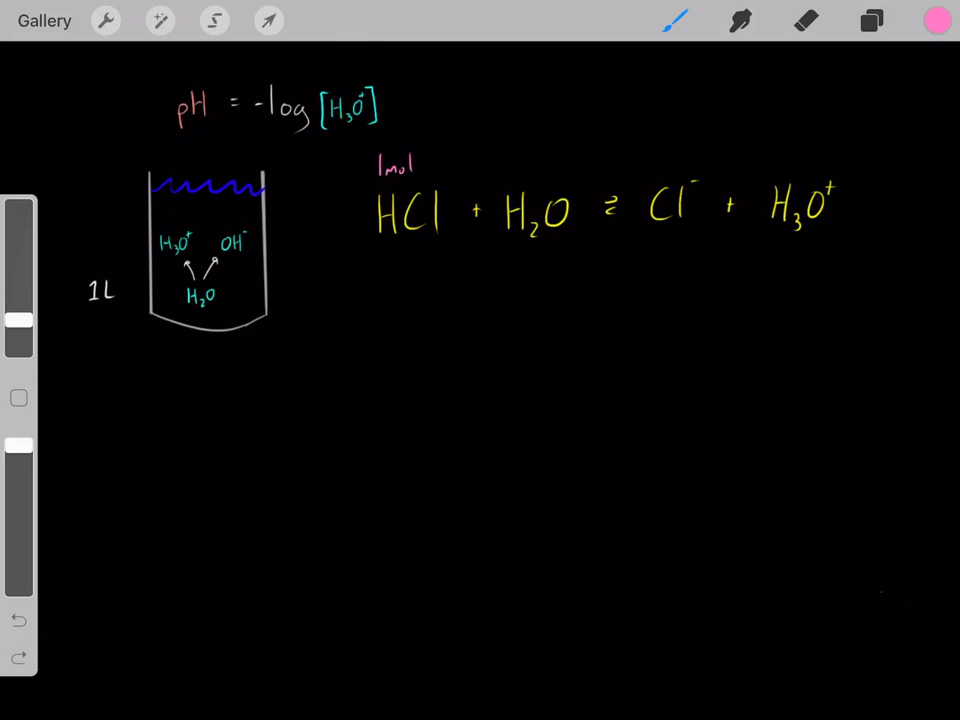 Gallery
pH = -log [H₃O⁺]
1mol
HCl + H₂O ⇌ Cl⁻ + H₃O⁺
H₃O⁺ OH⁻
H₂O
1L